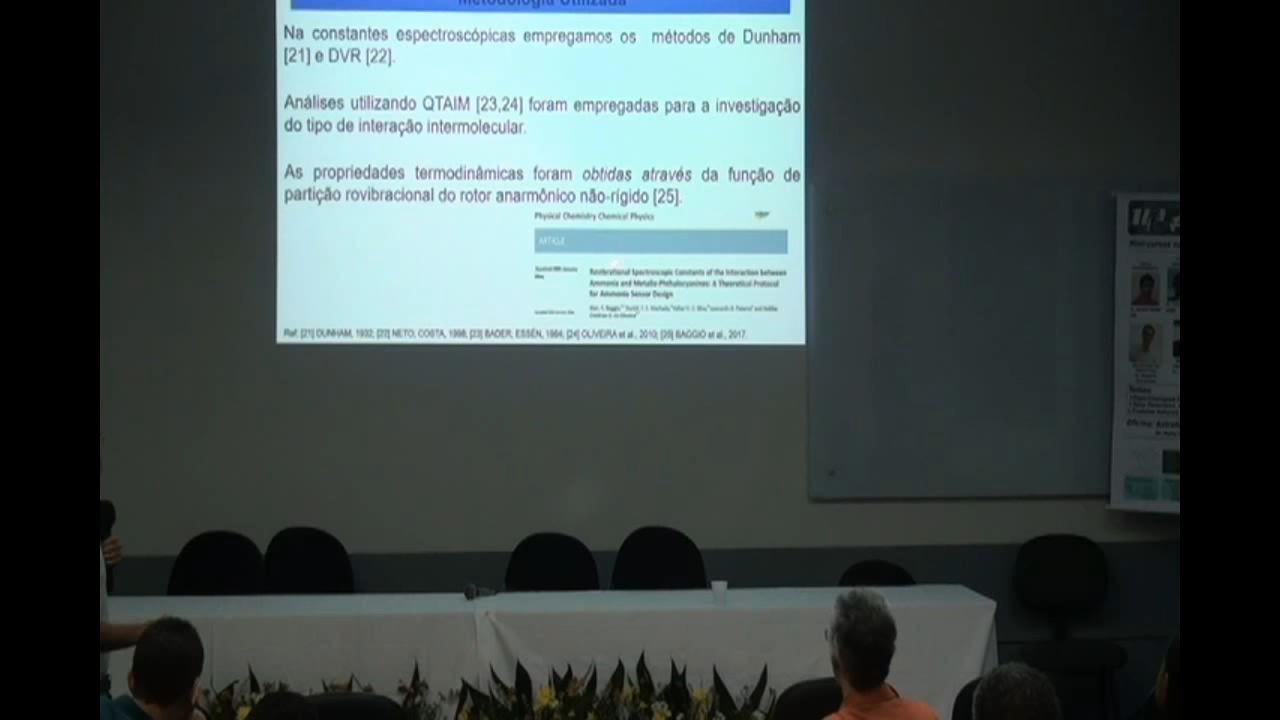 Metodologia Utilizada
Na constantes espectroscópicas empregamos os métodos de Dunham
[21] e DVR [22].
Análises utilizando QTAIM [23,24] foram empregadas para a investigação
do tipo de interação intermolecular.
As propriedades termodinâmicas foram obtidas através da função de
partição rovibracional do rotor anarmônico não-rígido [25].
Physical Chemistry Chemical Physics
ARTICLE
Rovibrational Spectroscopic Constants of the Interaction between
Ammonia and Metallo-Phthalocyanines: A Theoretical Protocol
for Ammonia Sensor Design
Ref: [21] DUNHAM, 1932; [22] NETO; COSTA, 1998; [23] BADER; ESSÉN, 1984; [24] OLIVEIRA et al., 2010; [25] BAGGIO et al., 2017.